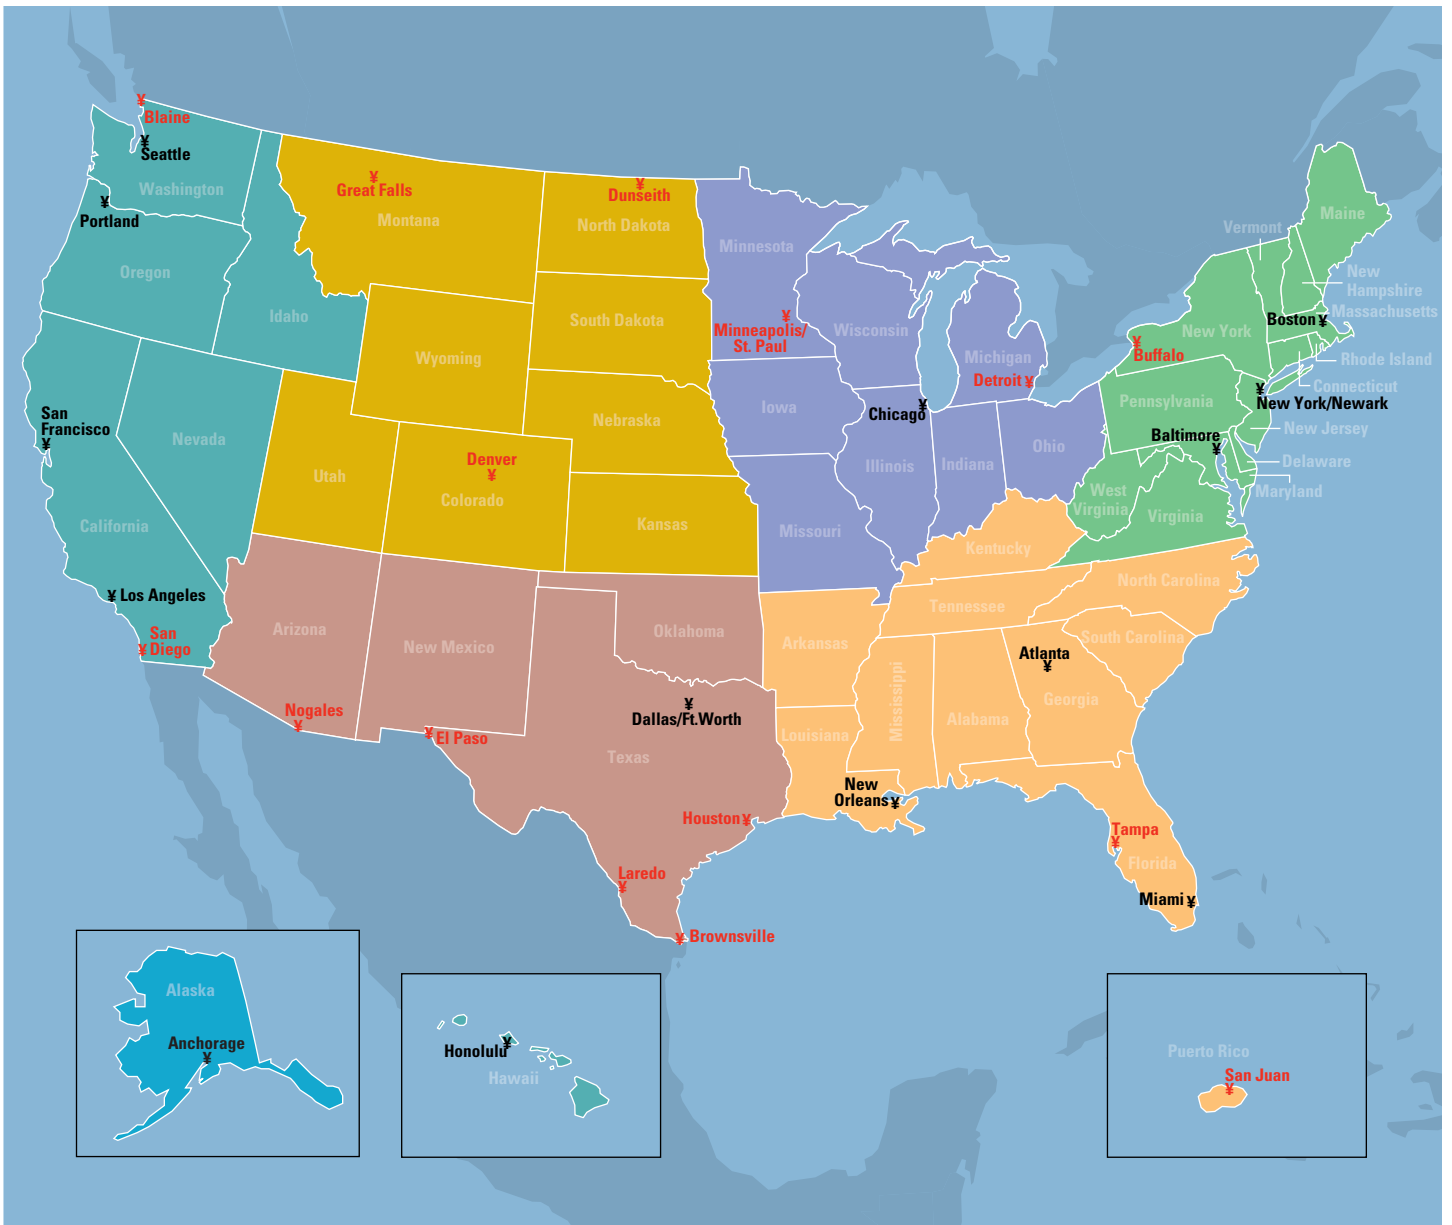 ¥
Blaine
¥
Seattle
Washington
¥
Portland
Oregon
Idaho
¥
Great Falls
Montana
¥
Dunseith
North Dakota
Minnesota
¥
Minneapolis/
St. Paul
Wisconsin
Michigan
Detroit ¥
Vermont
Maine
New
Hampshire
Massachusetts
Boston ¥
New York
¥
Buffalo
Rhode Island
Connecticut
¥
New York/Newark
Pennsylvania
New Jersey
Baltimore
¥
Delaware
Maryland
West
Virginia
Virginia
Wyoming
South Dakota
Nebraska
Iowa
Chicago ¥
Illinois
Indiana
Ohio
San
Francisco
¥
Nevada
Utah
Denver
¥
Colorado
Kansas
Missouri
Kentucky
California
¥ Los Angeles
San
¥ Diego
Arizona
Nogales
¥
New Mexico
¥ El Paso
Oklahoma
¥
Dallas/Ft.Worth
Texas
Houston ¥
Laredo
¥
¥ Brownsville
Arkansas
Tennessee
North Carolina
South Carolina
Atlanta
¥
Georgia
Alabama
Mississippi
Louisiana
New
Orleans ¥
Tampa
¥
Florida
Miami ¥
Alaska
Anchorage
¥
Honolulu ¥
Hawaii
Puerto Rico
San Juan
¥